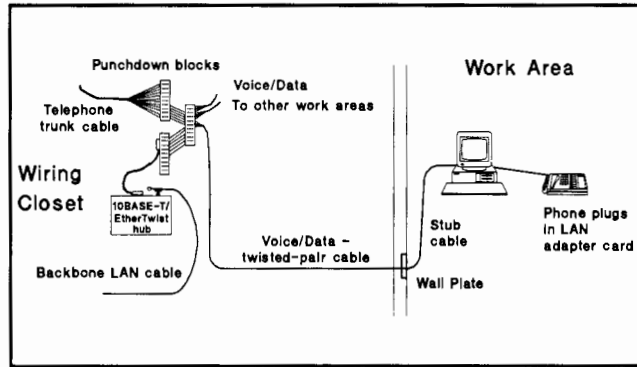 Punchdown blocks
Voice/Data
To other work areas
Telephone
trunk cable
Wiring
Closet
10BASE-T/
EtherTwist
hub
Backbone LAN cable
Voice/Data -
twisted-pair cable
Work Area
Stub
cable
Wall Plate
Phone plugs
in LAN
adapter card